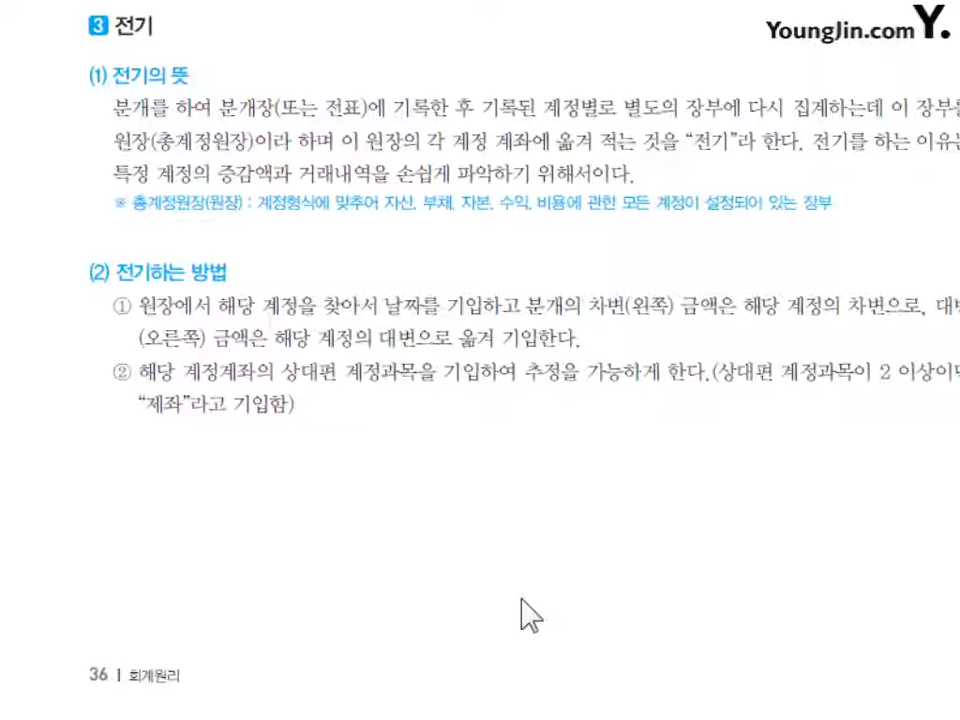 3 전기
YoungJin.com Y.
(1) 전기의 뜻
분개를 하여 분개장(또는 전표)에 기록한 후 기록된 계정별로 별도의 장부에 다시 집계하는데 이 장부를
원장(총계정원장)이라 하며 이 원장의 각 계정 계좌에 옮겨 적는 것을 “전기”라 한다. 전기를 하는 이유는
특정 계정의 증감액과 거래내역을 손쉽게 파악하기 위해서이다.
※ 총계정원장(원장) : 계정형식에 맞추어 자산, 부채, 자본, 수익, 비용에 관한 모든 계정이 설정되어 있는 장부
(2) 전기하는 방법
① 원장에서 해당 계정을 찾아서 날짜를 기입하고 분개의 차변(왼쪽) 금액은 해당 계정의 차변으로, 대변
(오른쪽) 금액은 해당 계정의 대변으로 옮겨 기입한다.
② 해당 계정계좌의 상대편 계정과목을 기입하여 추정을 가능하게 한다.(상대편 계정과목이 2 이상이면
“제좌”라고 기입함)
36 | 회계원리